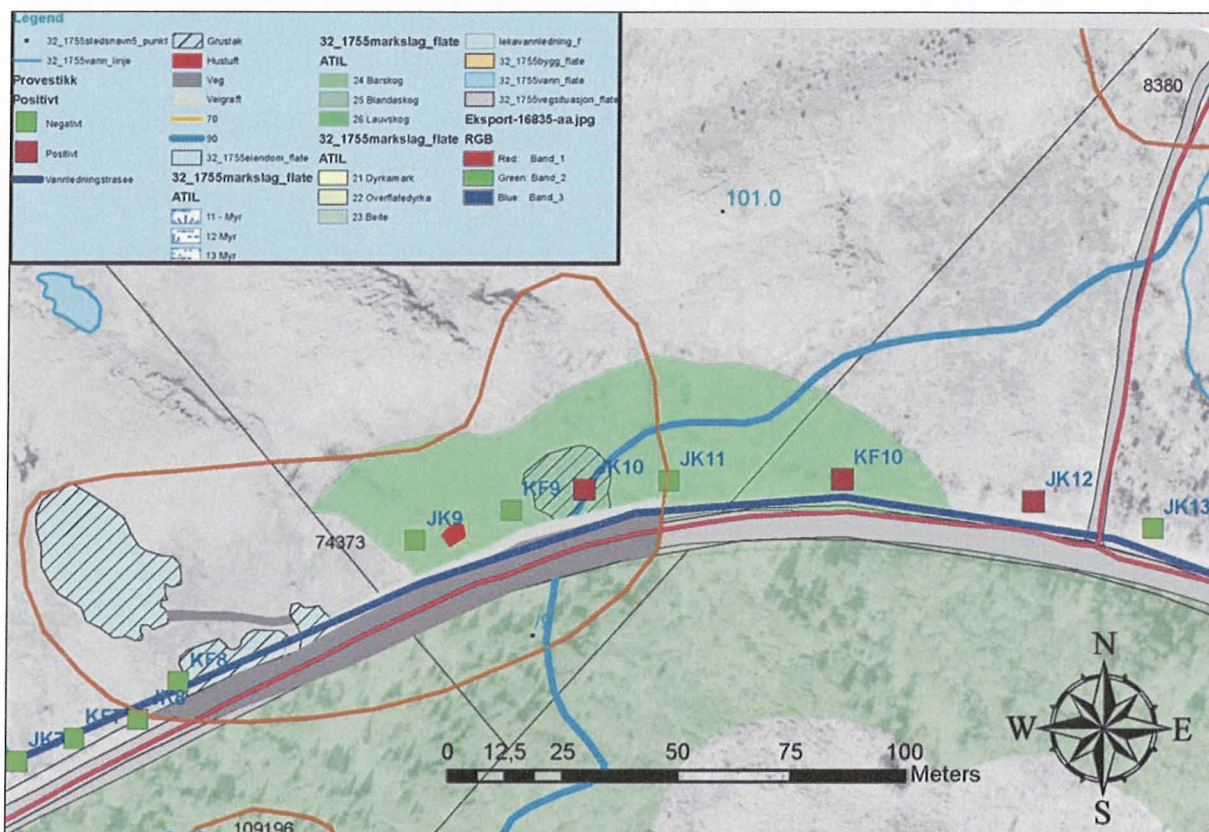 Legend
32_1755stedsnavn5_punkt
32_1755vann_linje
Provestikk
Positivt
Negativt
Positivt
Vannledningstrasee
Grustak
Hustuft
Veg
Veigrøft
70
90
32_1755eiendom_flate
32_1755markslag_flate
ATIL
11 - Myr
12 Myr
13 Myr
32_1755markslag_flate
ATIL
24 Barskog
25 Blandaskog
26 Lauvskog
32_1755markslag_flate
ATIL
21 Dyrkamark
22 Overflatedyrka
23 Beite
lekavannledning_f
32_1755bygg_flate
32_1755vann_flate
32_1755vegsituasjon_flate
Eksport-16835-aa.jpg
RGB
Red: Band_1
Green: Band_2
Blue: Band_3
8380
101.0
JK10
JK11
KF10
KF9
JK12
JK9
JK13
74373
KF8
JK8
KF7
JK7
109196
N
W
E
S
0 12,5 25 50 75 100
Meters